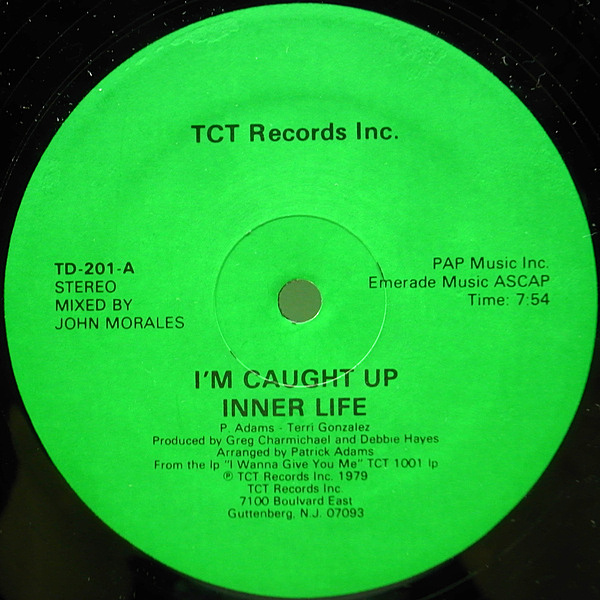 TCT Records Inc.
TD-201-A
STEREO
MIXED BY
JOHN MORALES
PAP Music Inc.
Emerade Music ASCAP
Time: 7:54
I'M CAUGHT UP
INNER LIFE
P. Adams - Terri Gonzalez
Produced by Greg Charmichael and Debbie Hayes
Arranged by Patrick Adams
From the lp "I Wanna Give You Me" TCT 1001 lp
℗ TCT Records Inc. 1979
TCT Records Inc.
7100 Boulvard East
Guttenberg, N.J. 07093